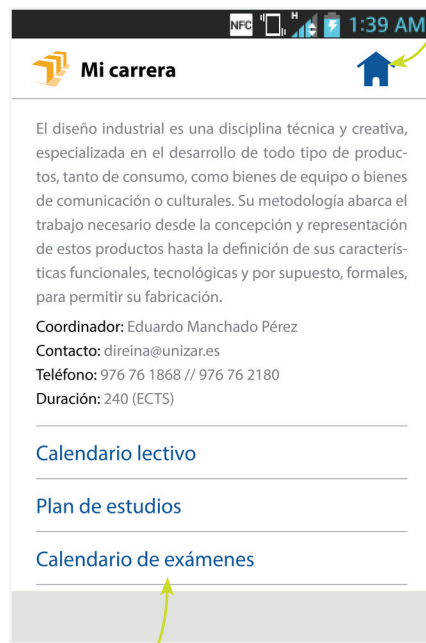 NFC H 1:39 AM
Mi carrera
El diseño industrial es una disciplina técnica y creativa,
especializada en el desarrollo de todo tipo de produc-
tos, tanto de consumo, como bienes de equipo o bienes
de comunicación o culturales. Su metodología abarca el
trabajo necesario desde la concepción y representación
de estos productos hasta la definición de sus caracterís-
ticas funcionales, tecnológicas y por supuesto, formales,
para permitir su fabricación.
Coordinador: Eduardo Manchado Pérez
Contacto: direina@unizar.es
Teléfono: 976 76 1868 // 976 76 2180
Duración: 240 (ECTS)
Calendario lectivo
Plan de estudios
Calendario de exámenes